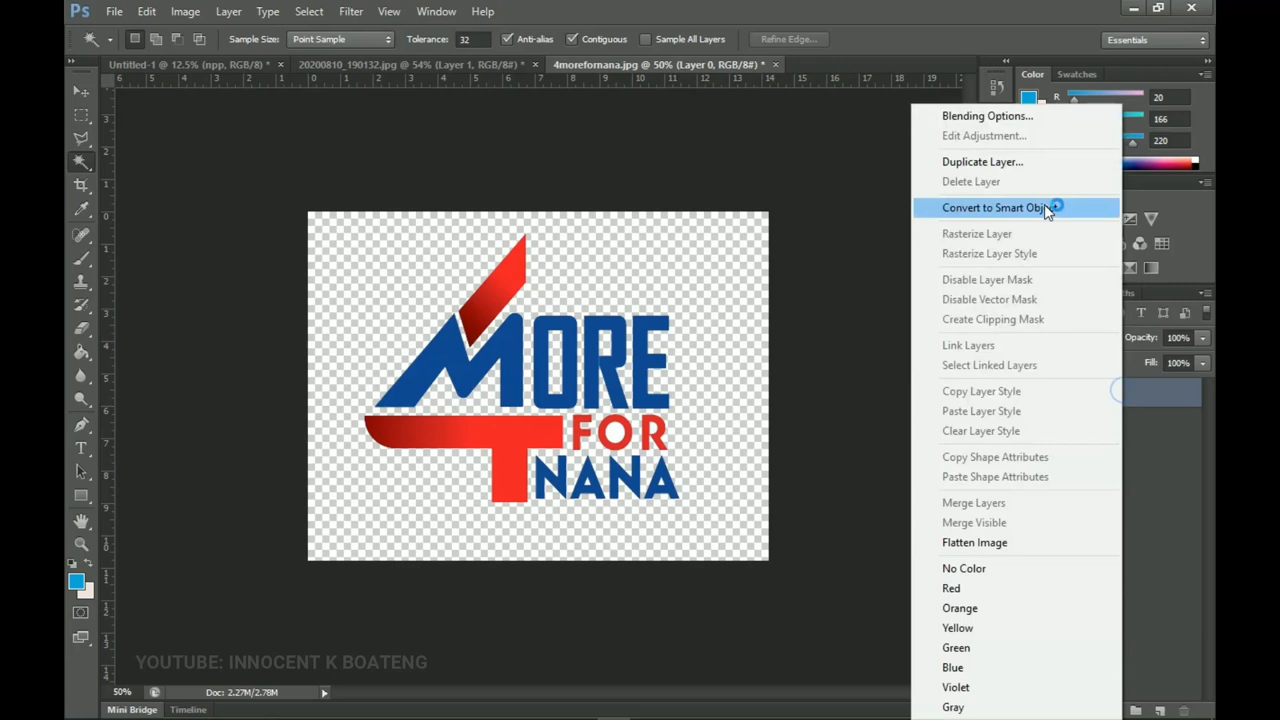 Ps File Edit Image Layer Type Select Filter View Window Help
Sample Size: Point Sample Tolerance: 32 Anti-alias Contiguous Sample All Layers Refine Edge... Essentials
Untitled-1 @ 12.5% (npp, RGB/8) * × 20200810_190132.jpg @ 54% (Layer 1, RGB/8#) * × 4morefornana.jpg @ 50% (Layer 0, RGB/8#) * ×
Color Swatches
R 20
166
220
Blending Options...
Edit Adjustment...
Duplicate Layer...
Delete Layer
Convert to Smart Obj
Rasterize Layer
Rasterize Layer Style
Disable Layer Mask
Disable Vector Mask
Create Clipping Mask
Link Layers
Select Linked Layers
Copy Layer Style
Paste Layer Style
Clear Layer Style
Copy Shape Attributes
Paste Shape Attributes
Merge Layers
Merge Visible
Flatten Image
No Color
Red
Orange
Yellow
Green
Blue
Violet
Gray
Opacity: 100%
Fill: 100%
4
MORE
FOR
NANA
YOUTUBE: INNOCENT K BOATENG
50% Doc: 2.27M/2.78M
Mini Bridge Timeline